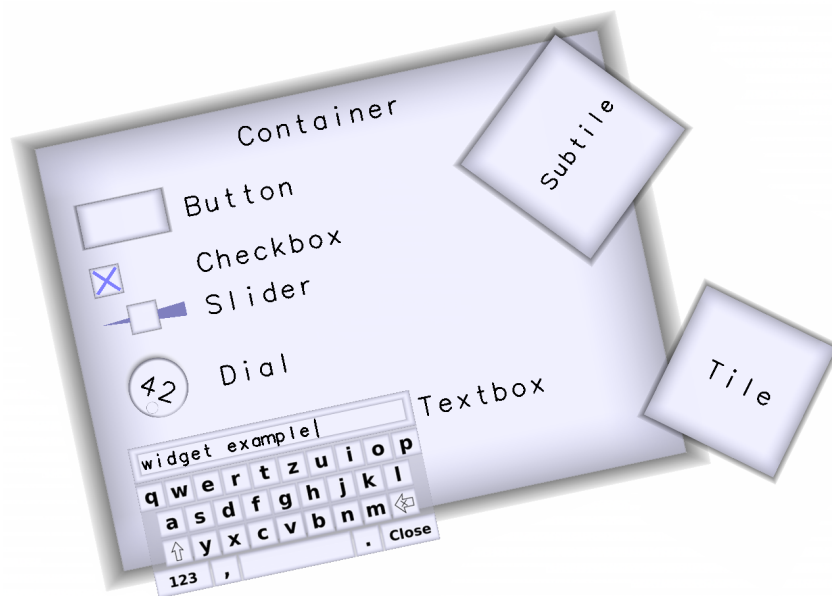 Container
Subtile
Button
Checkbox
Slider
Dial
42
Tile
Textbox
widget example
q w e r t z u i o p
a s d f g h j k l
y x c v b n m
123 , . Close